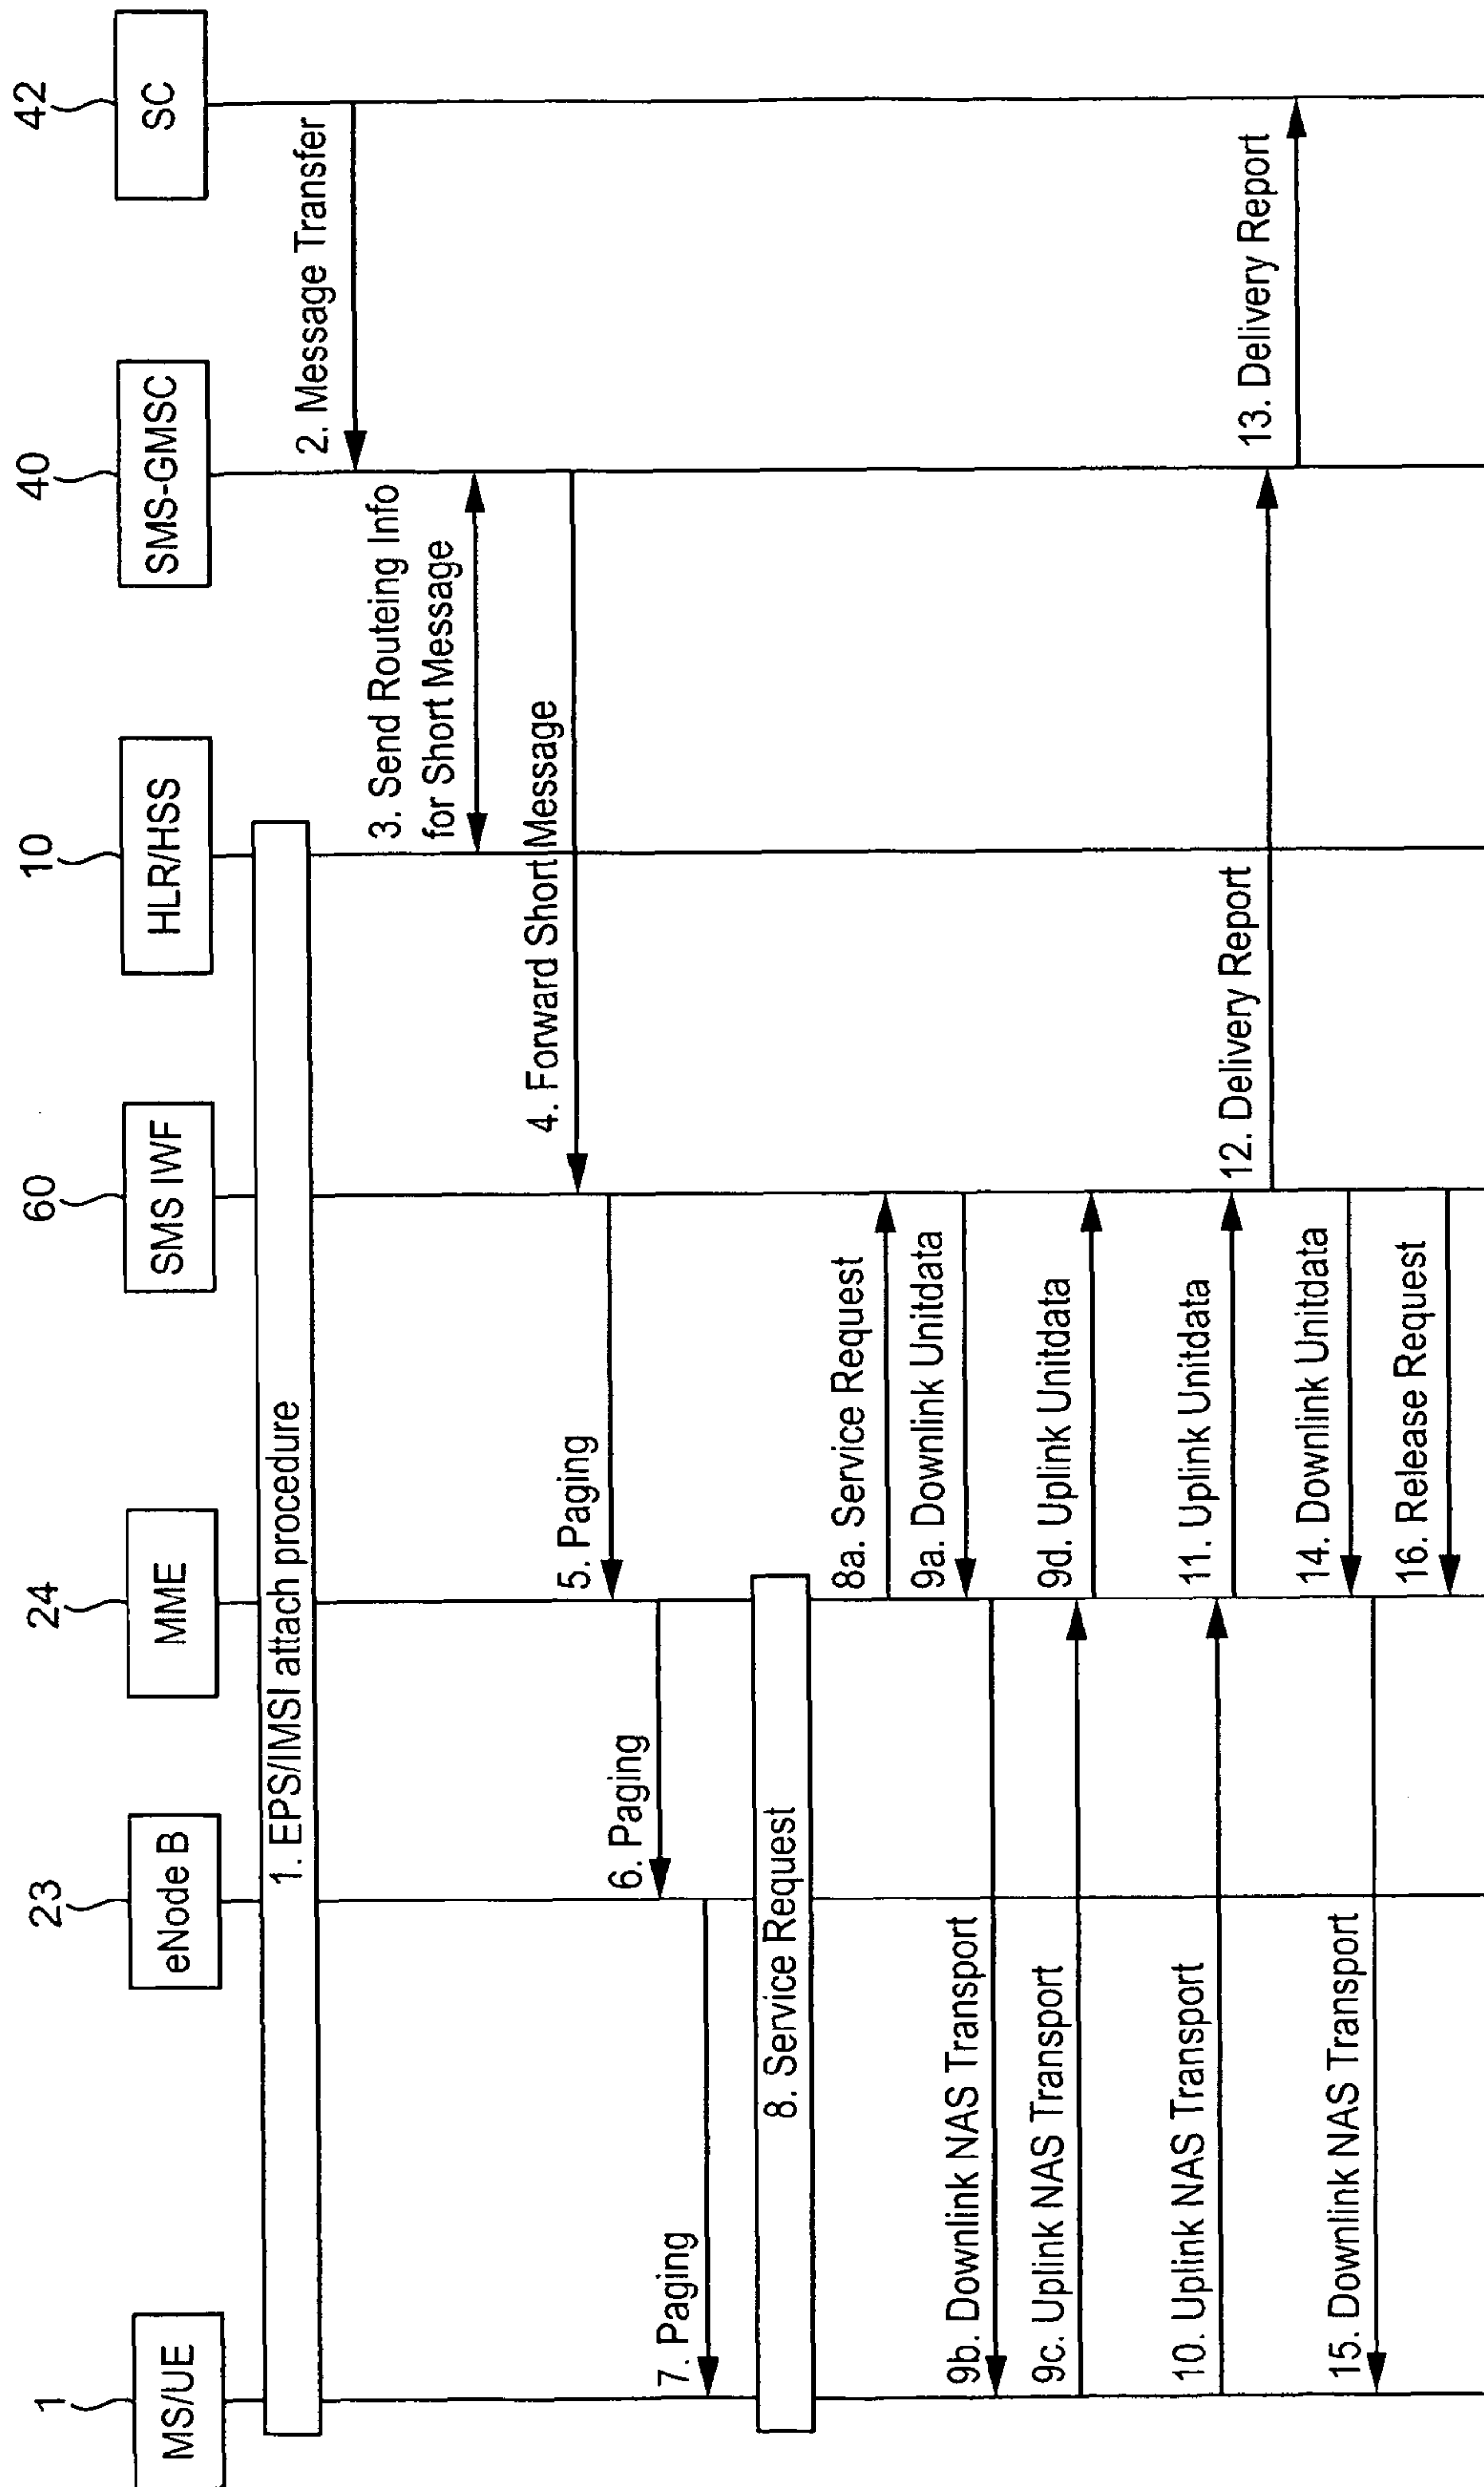 1
23
24
60
10
40
42
MS/UE
eNode B
MME
SMS IWF
HLR/HSS
SMS-GMSC
SC
1. EPS/IMSI attach procedure
2. Message Transfer
3. Send Routeing Info
for Short Message
4. Forward Short Message
5. Paging
6. Paging
7. Paging
8. Service Request
8a. Service Request
9a. Downlink Unitdata
9b. Downlink NAS Transport
9c. Uplink NAS Transport
9d. Uplink Unitdata
10. Uplink NAS Transport
11. Uplink Unitdata
12. Delivery Report
13. Delivery Report
14. Downlink Unitdata
15. Downlink NAS Transport
16. Release Request